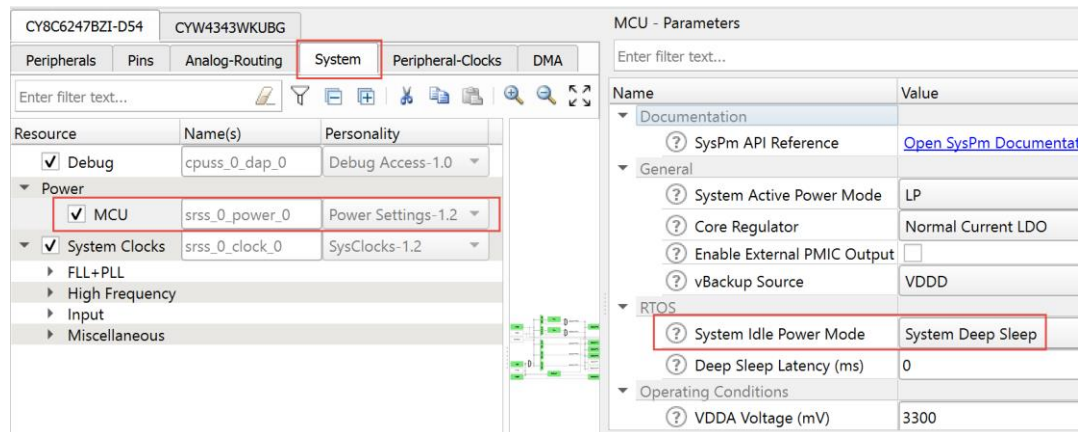 CY8C6247BZI-D54 CYW4343WKUBG
Peripherals Pins Analog-Routing System Peripheral-Clocks DMA
Enter filter text...
Resource Name(s) Personality
Debug cpuss_0_dap_0 Debug Access-1.0
Power
MCU srss_0_power_0 Power Settings-1.2
System Clocks srss_0_clock_0 SysClocks-1.2
FLL+PLL
High Frequency
Input
Miscellaneous
MCU - Parameters
Enter filter text...
Name Value
Documentation
? SysPm API Reference Open SysPm Documentat
General
? System Active Power Mode LP
? Core Regulator Normal Current LDO
? Enable External PMIC Output
? vBackup Source VDDD
RTOS
? System Idle Power Mode System Deep Sleep
? Deep Sleep Latency (ms) 0
Operating Conditions
? VDDA Voltage (mV) 3300